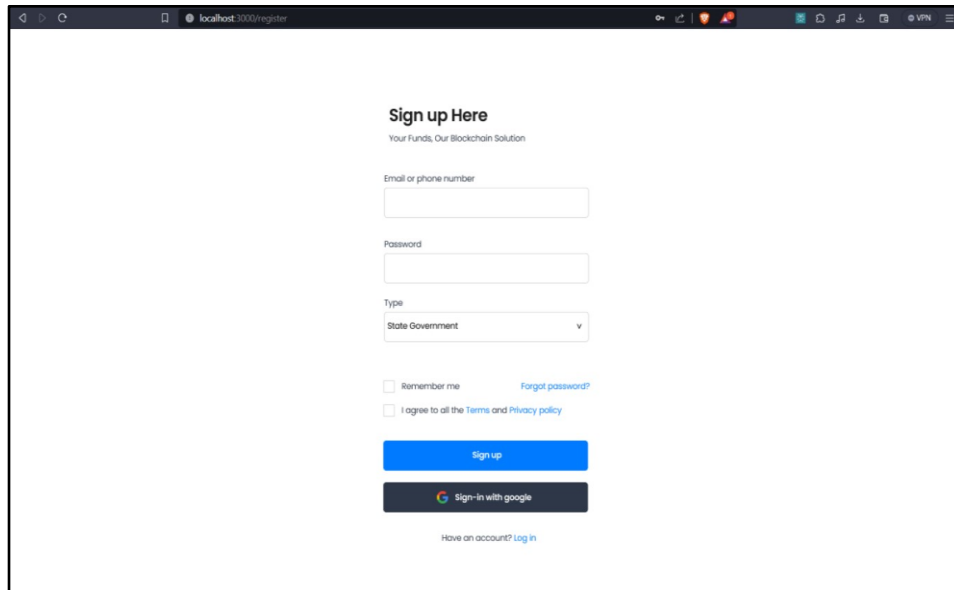 localhost:3000/register
VPN
Sign up Here
Your Funds, Our Blockchain Solution
Email or phone number
Password
Type
State Government v
Remember me Forgot password?
I agree to all the Terms and Privacy policy
Sign up
G Sign-in with google
Have an account? Log in